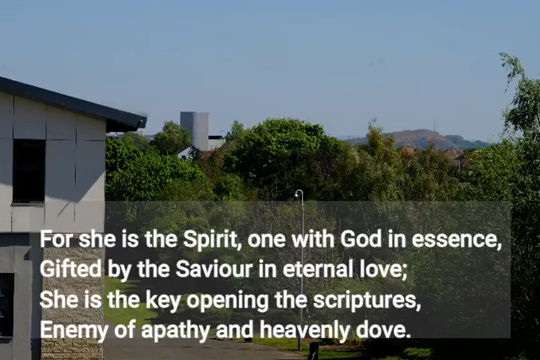 For she is the Spirit, one with God in essence,
Gifted by the Saviour in eternal love;
She is the key opening the scriptures,
Enemy of apathy and heavenly dove.